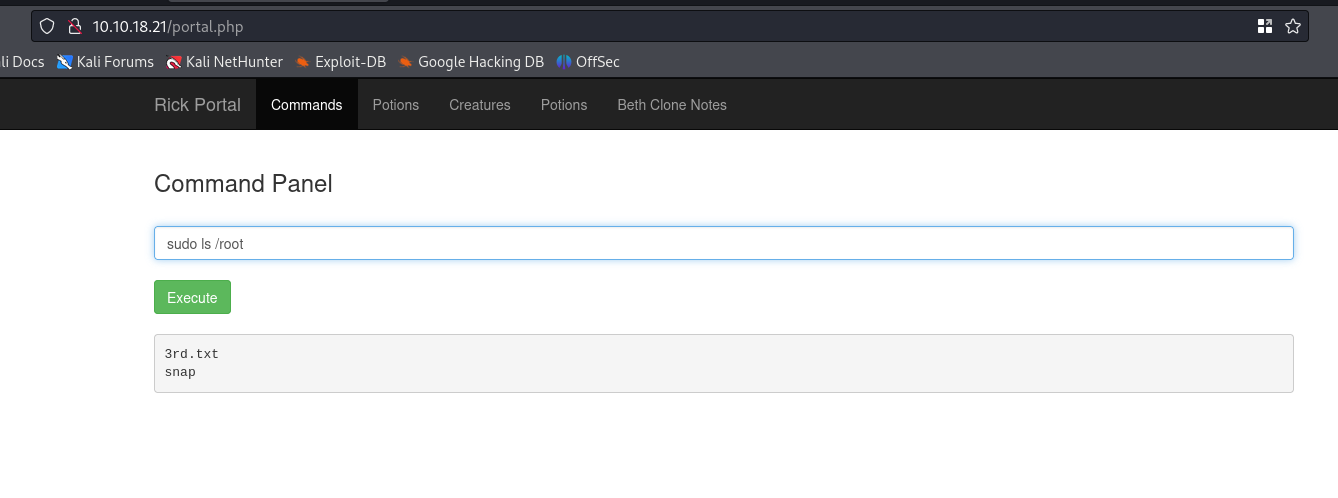 10.10.18.21/portal.php
li Docs Kali Forums Kali NetHunter Exploit-DB Google Hacking DB OffSec
Rick Portal Commands Potions Creatures Potions Beth Clone Notes
Command Panel
sudo ls /root
Execute
3rd.txt
snap